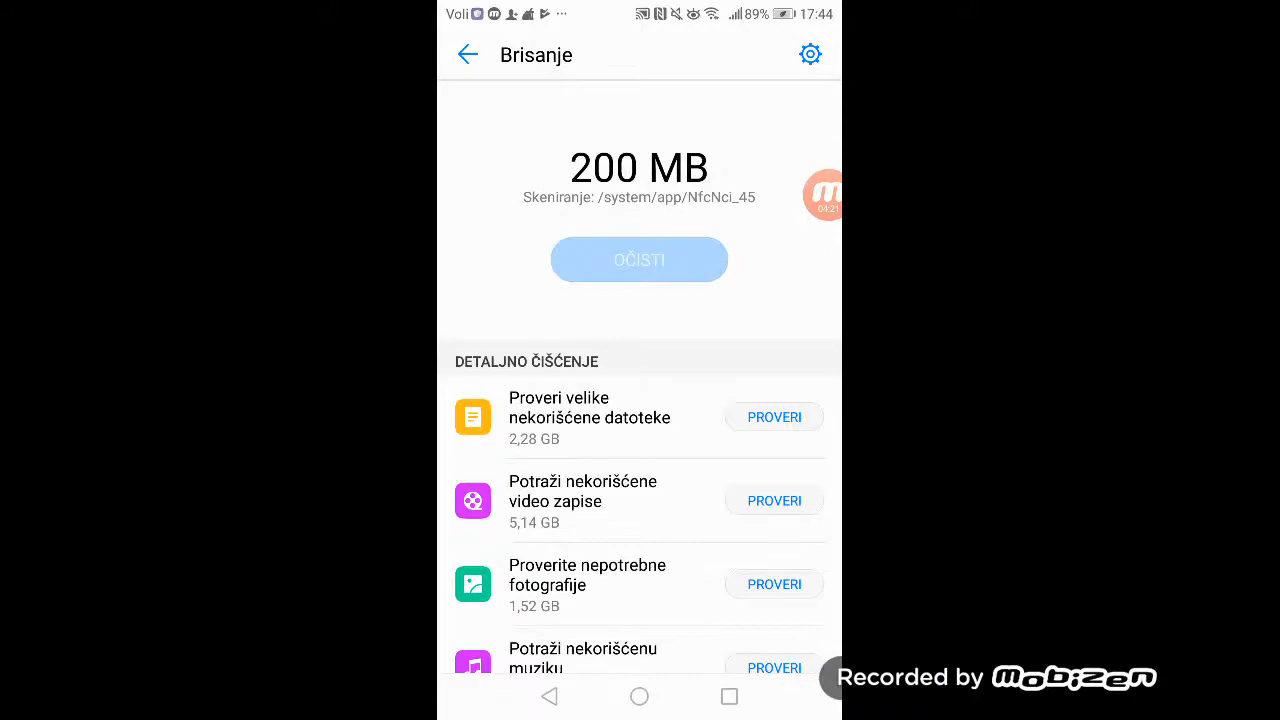 Voli ... 89% 17:44
Brisanje
200 MB
Skeniranje: /system/app/NfcNci_45
04:21
OČISTI
DETALJNO ČIŠĆENJE
Proveri velike
nekorišćene datoteke
PROVERI
2,28 GB
Potraži nekorišćene
video zapise
PROVERI
5,14 GB
Proverite nepotrebne
fotografije
PROVERI
1,52 GB
Potraži nekorišćenu
muziku
PROVERI
Recorded by mobizen